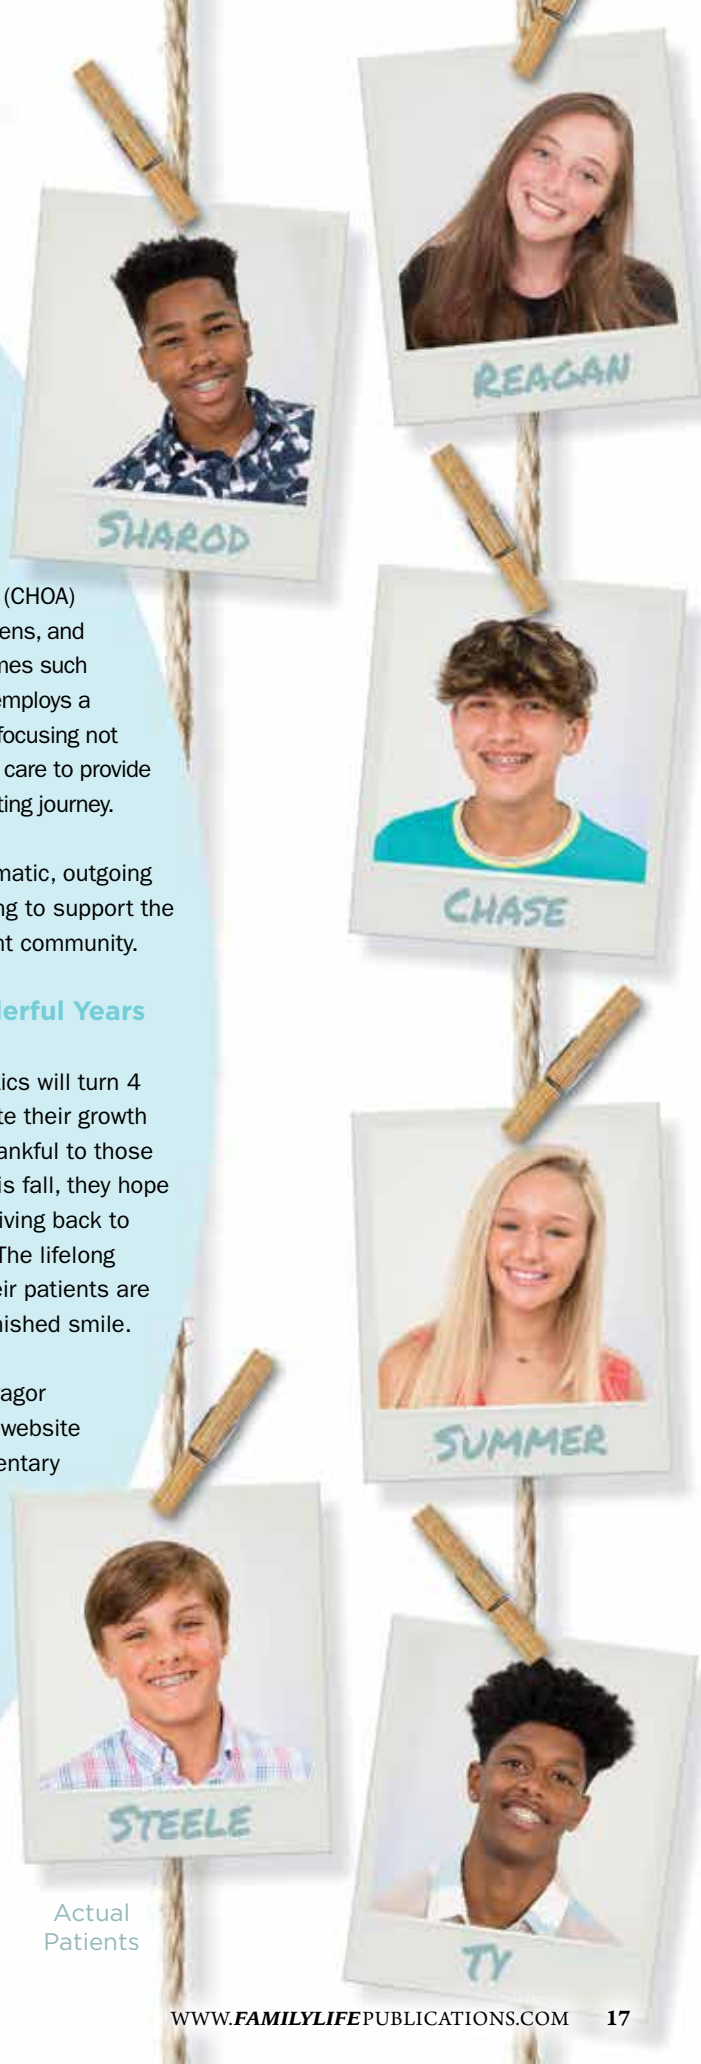 REAGAN
SHAROD
(CHOA)
ens, and
mes such
employs a
focusing not
care to provide
ting journey.
matic, outgoing
ng to support the
nt community.
CHASE
derful Years
tics will turn 4
te their growth
ankful to those
is fall, they hope
iving back to
The lifelong
eir patients are
nished smile.
agor
website
entary
SUMMER
STEELE
Actual
Patients
TY
WWW.FAMILYLIFEPUBLICATIONS.COM 17